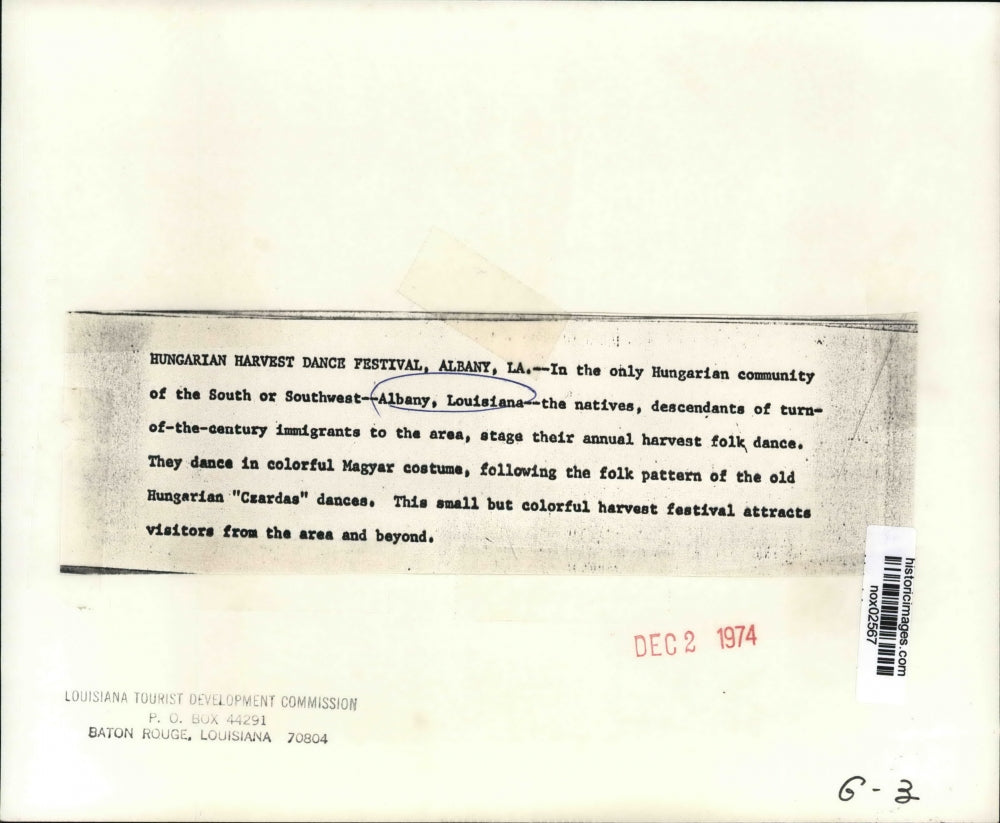 HUNGARIAN HARVEST DANCE FESTIVAL, ALBANY, LA.--In the only Hungarian community
of the South or Southwest--Albany, Louisiana--the natives, descendants of turn-
of-the-century immigrants to the area, stage their annual harvest folk dance.
They dance in colorful Magyar costume, following the folk pattern of the old
Hungarian "Czardas" dances. This small but colorful harvest festival attracts
visitors from the area and beyond.
historicimages.com
nox02567
DEC 2 1974
LOUISIANA TOURIST DEVELOPMENT COMMISSION
P. O. BOX 44291
BATON ROUGE, LOUISIANA 70804
G-3